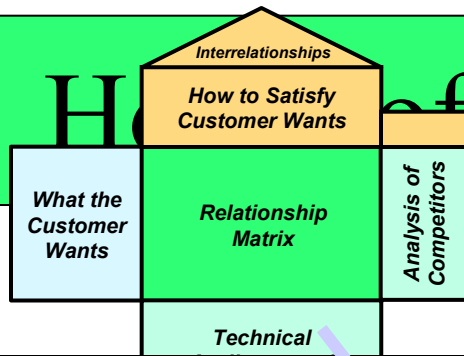 Interrelationships
How to Satisfy
Customer Wants
What the
Customer
Wants
Relationship
Matrix
Analysis of
Competitors
Technical